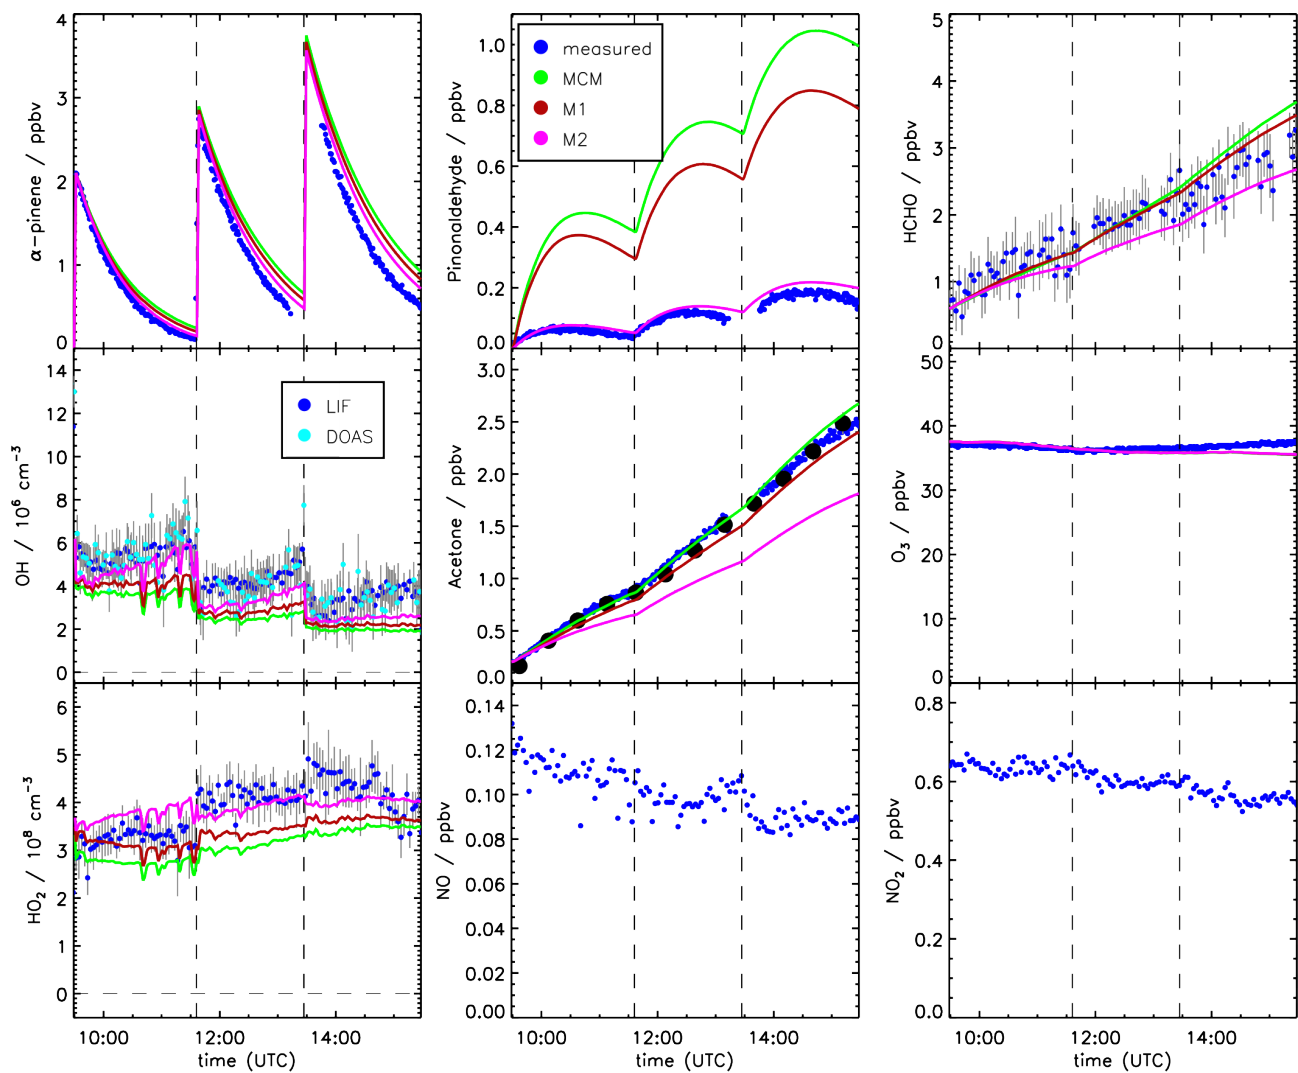 4
3
2
1
0
α-pinene / ppbv
1.0
0.8
0.6
0.4
0.2
0.0
Pinonaldehyde / ppbv
measured
MCM
M1
M2
5
4
3
2
1
0
HCHO / ppbv
14
12
10
8
6
4
2
0
OH / 10⁶ cm⁻³
LIF
DOAS
3.0
2.5
2.0
1.5
1.0
0.5
0.0
Acetone / ppbv
50
40
30
20
10
0
O₃ / ppbv
6
5
4
3
2
1
0
HO₂ / 10⁸ cm⁻³
0.14
0.12
0.10
0.08
0.06
0.04
0.02
0.00
NO / ppbv
0.8
0.6
0.4
0.2
0.0
NO₂ / ppbv
10:00 12:00 14:00
time (UTC)
10:00 12:00 14:00
time (UTC)
10:00 12:00 14:00
time (UTC)